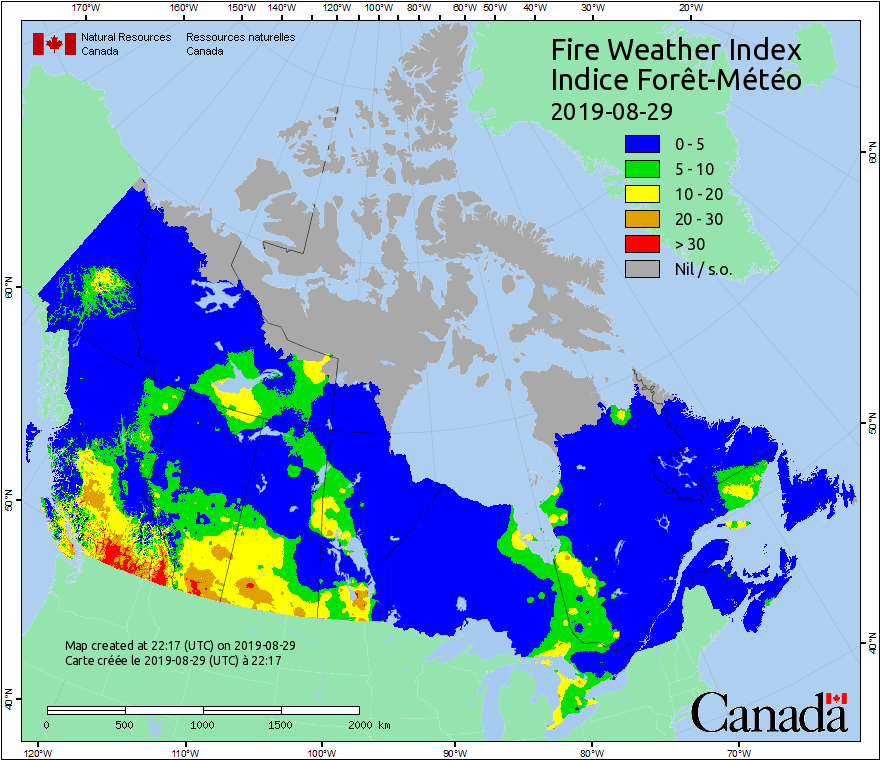 170°W 160°W 150°W 140°W 130°W 120°W 110°W 100°W 90°W 80°W 70°W 60°W 50°W 40°W 30°W 20°W
Natural Resources Ressources naturelles
Canada Canada
Fire Weather Index
Indice Forêt-Météo
2019-08-29
0 - 5
5 - 10
10 - 20
20 - 30
> 30
Nil / s.o.
60°N
60°N
50°N
50°N
40°N
40°N
Map created at 22:17 (UTC) on 2019-08-29
Carte créée le 2019-08-29 (UTC) à 22:17
0 500 1000 1500 2000 km
Canada
120°W 110°W 100°W 90°W 80°W 70°W